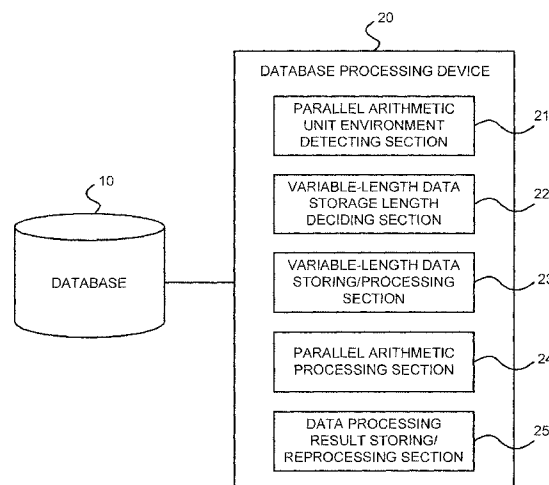 20
DATABASE PROCESSING DEVICE
PARALLEL ARITHMETIC
UNIT ENVIRONMENT
DETECTING SECTION
21
10
VARIABLE-LENGTH DATA
STORAGE LENGTH
DECIDING SECTION
22
DATABASE
VARIABLE-LENGTH DATA
STORING/PROCESSING
SECTION
23
PARALLEL ARITHMETIC
PROCESSING SECTION
24
DATA PROCESSING
RESULT STORING/
REPROCESSING SECTION
25